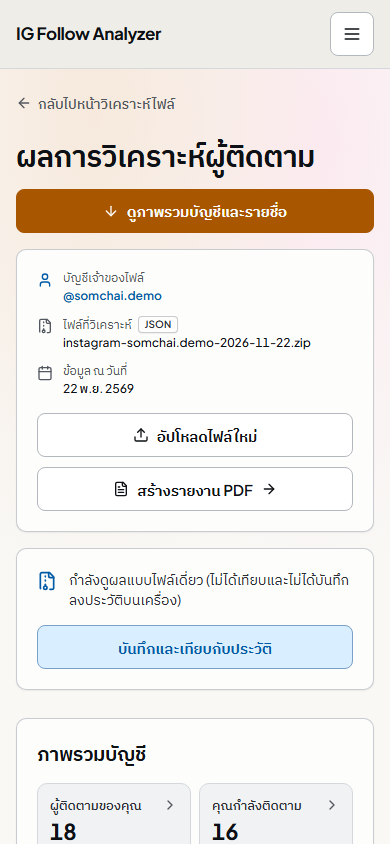 IG Follow Analyzer
กลับไปหน้าวิเคราะห์ไฟล์
ผลการวิเคราะห์ผู้ติดตาม
ดูภาพรวมบัญชีและรายชื่อ
บัญชีเจ้าของไฟล์
@somchai.demo
ไฟล์ที่วิเคราะห์ JSON
instagram-somchai.demo-2026-11-22.zip
ข้อมูล ณ วันที่
22 พ.ย. 2569
อัปโหลดไฟล์ใหม่
สร้างรายงาน PDF
กำลังดูผลแบบไฟล์เดี่ยว (ไม่ได้เทียบและไม่ได้บันทึก
ลงประวัติบนเครื่อง)
บันทึกและเทียบกับประวัติ
ภาพรวมบัญชี
ผู้ติดตามของคุณ คุณกำลังติดตาม
18 16